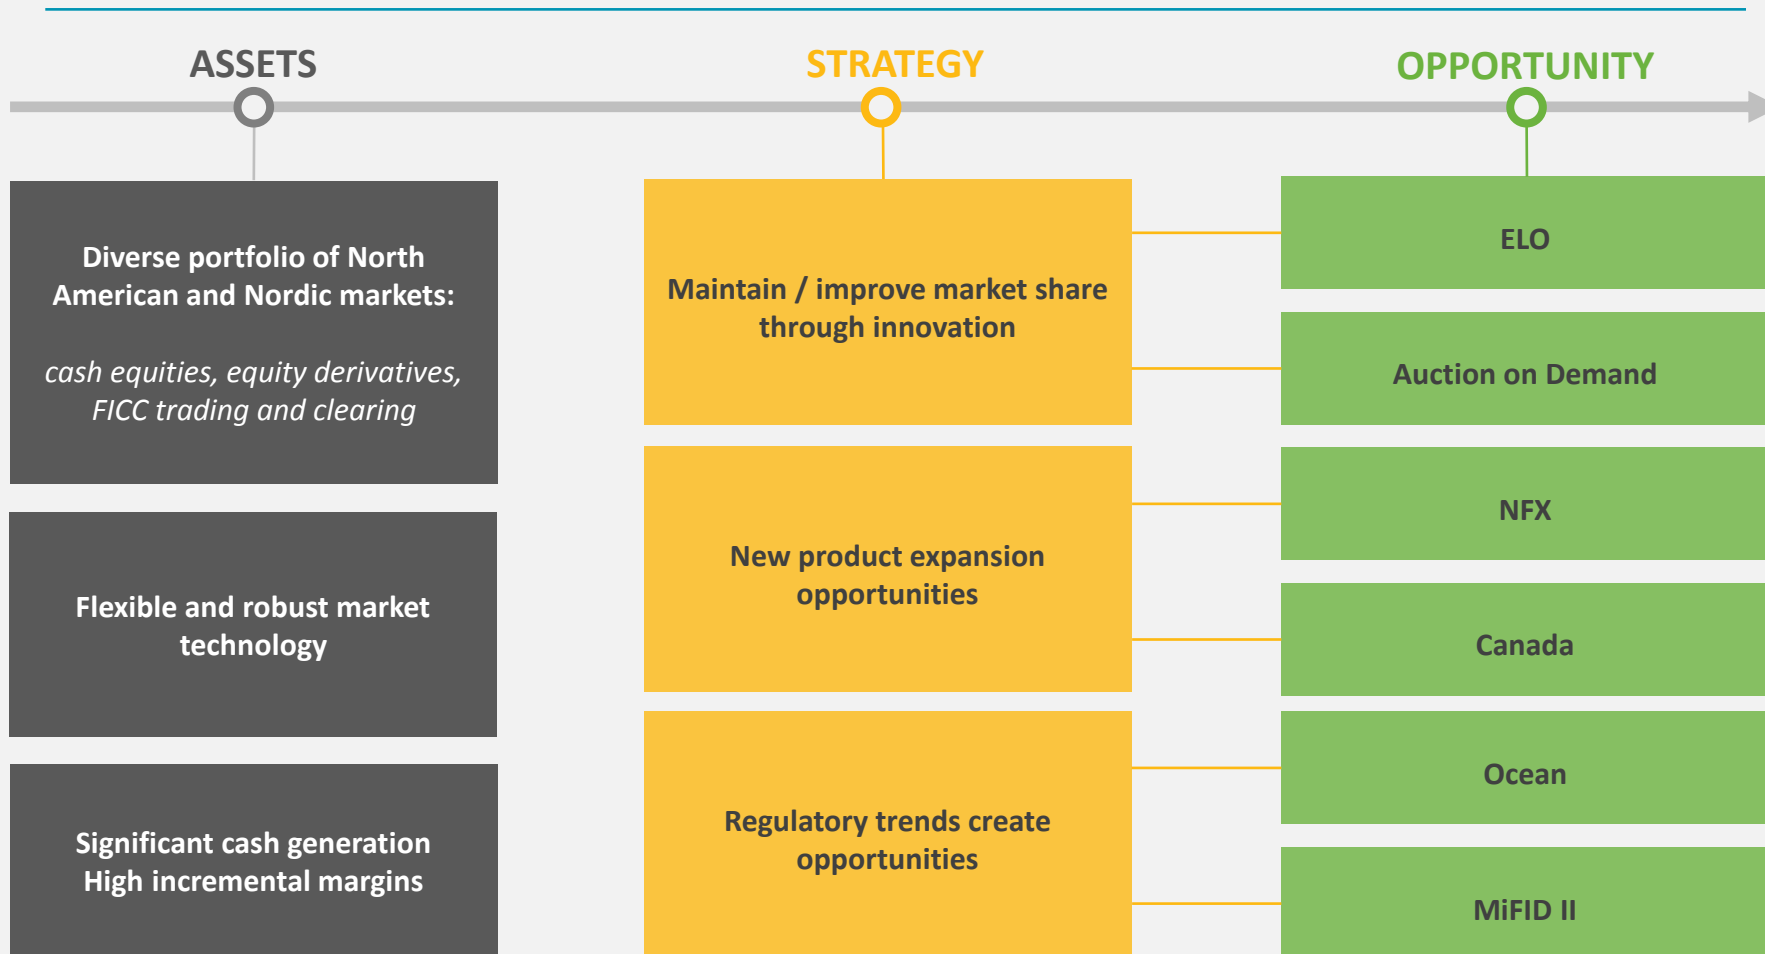 ASSETS
STRATEGY
OPPORTUNITY
Diverse portfolio of North
American and Nordic markets:
cash equities, equity derivatives,
FICC trading and clearing
Flexible and robust market
technology
Significant cash generation
High incremental margins
Maintain / improve market share
through innovation
New product expansion
opportunities
Regulatory trends create
opportunities
ELO
Auction on Demand
NFX
Canada
Ocean
MiFID II